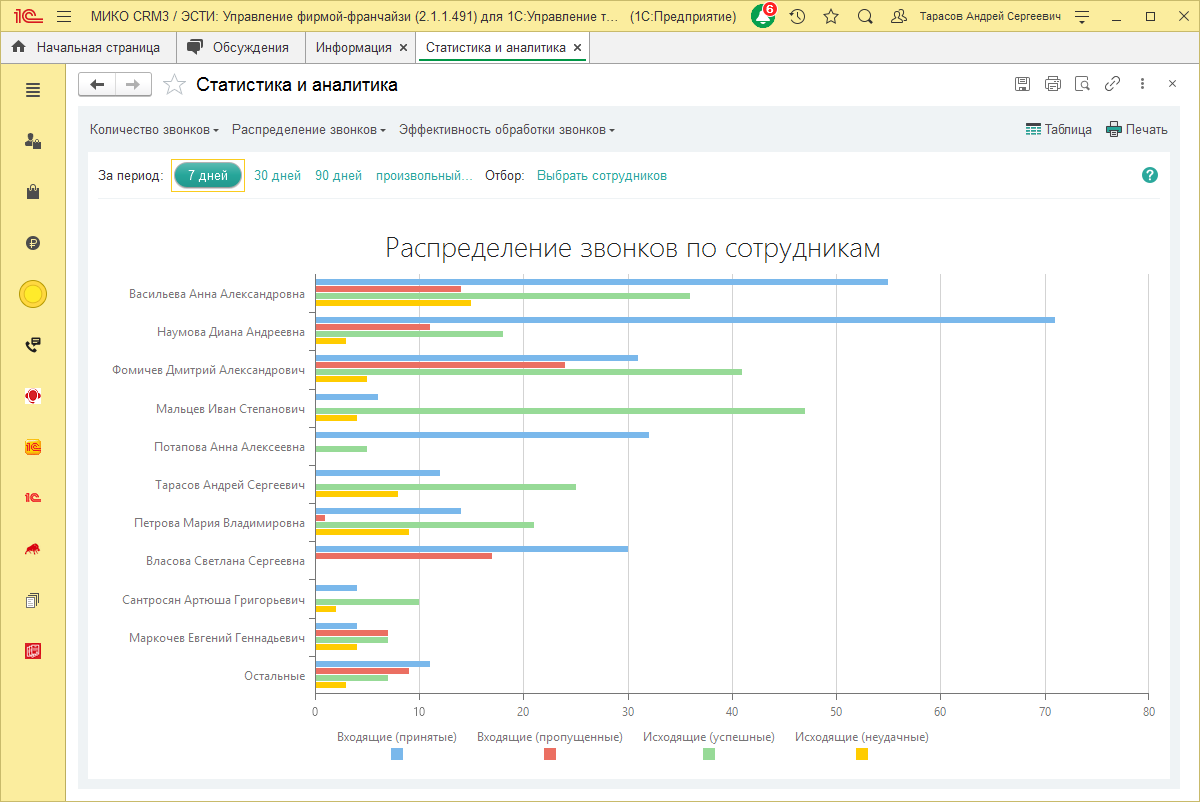 1С МИКО CRM3 / ЭСТИ: Управление фирмой-франчайзи (2.1.1.491) для 1С:Управление т... (1С:Предприятие) 6 Тарасов Андрей Сергеевич
Начальная страница Обсуждения Информация × Статистика и аналитика ×
Статистика и аналитика
Количество звонков Распределение звонков Эффективность обработки звонков Таблица Печать
За период: 7 дней 30 дней 90 дней произвольный... Отбор: Выбрать сотрудников ?
Распределение звонков по сотрудникам
Васильева Анна Александровна
Наумова Диана Андреевна
Фомичев Дмитрий Александрович
Мальцев Иван Степанович
Потапова Анна Алексеевна
Тарасов Андрей Сергеевич
Петрова Мария Владимировна
Власова Светлана Сергеевна
Сантросян Артюша Григорьевич
Маркочев Евгений Геннадьевич
Остальные
0 10 20 30 40 50 60 70 80
Входящие (принятые) Входящие (пропущенные) Исходящие (успешные) Исходящие (неудачные)
₽
1С
1С